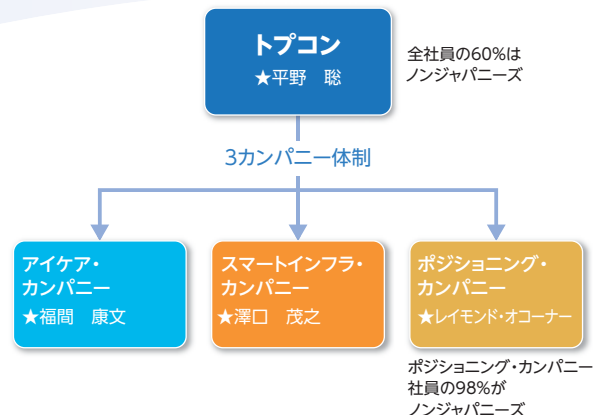 トプコン
★平野　聡
全社員の60%は
ノンジャパニーズ
3カンパニー体制
アイケア・
カンパニー
★福間　康文
スマートインフラ・
カンパニー
★澤口　茂之
ポジショニング・
カンパニー
★レイモンド・オコーナー
ポジショニング・カンパニー
社員の98%が
ノンジャパニーズ